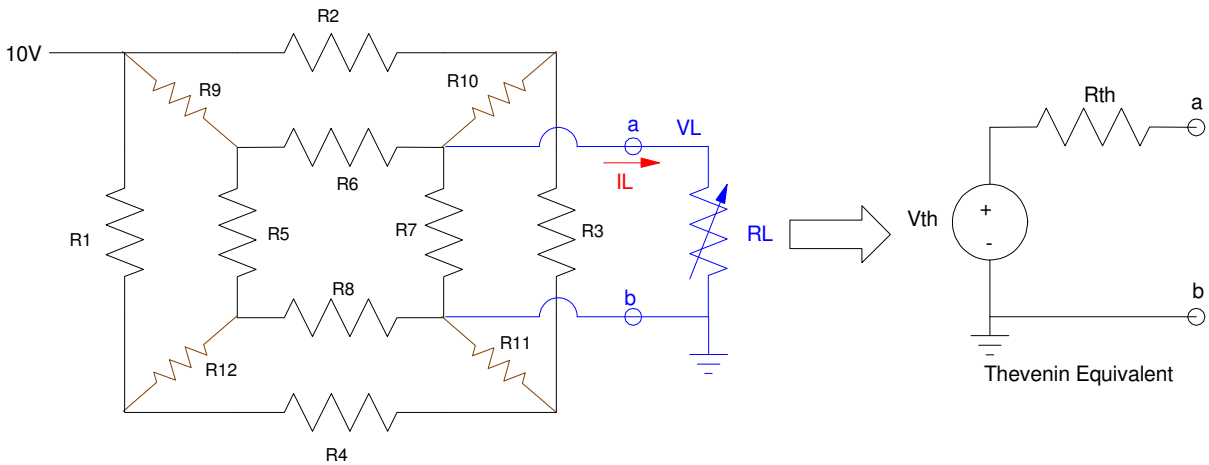 R2
10V
R10
R9
Rth
a
a
VL
IL
R6
R1
R5
R7
R3
RL
Vth
+
-
R8
b
b
R11
R12
Thevenin Equivalent
R4